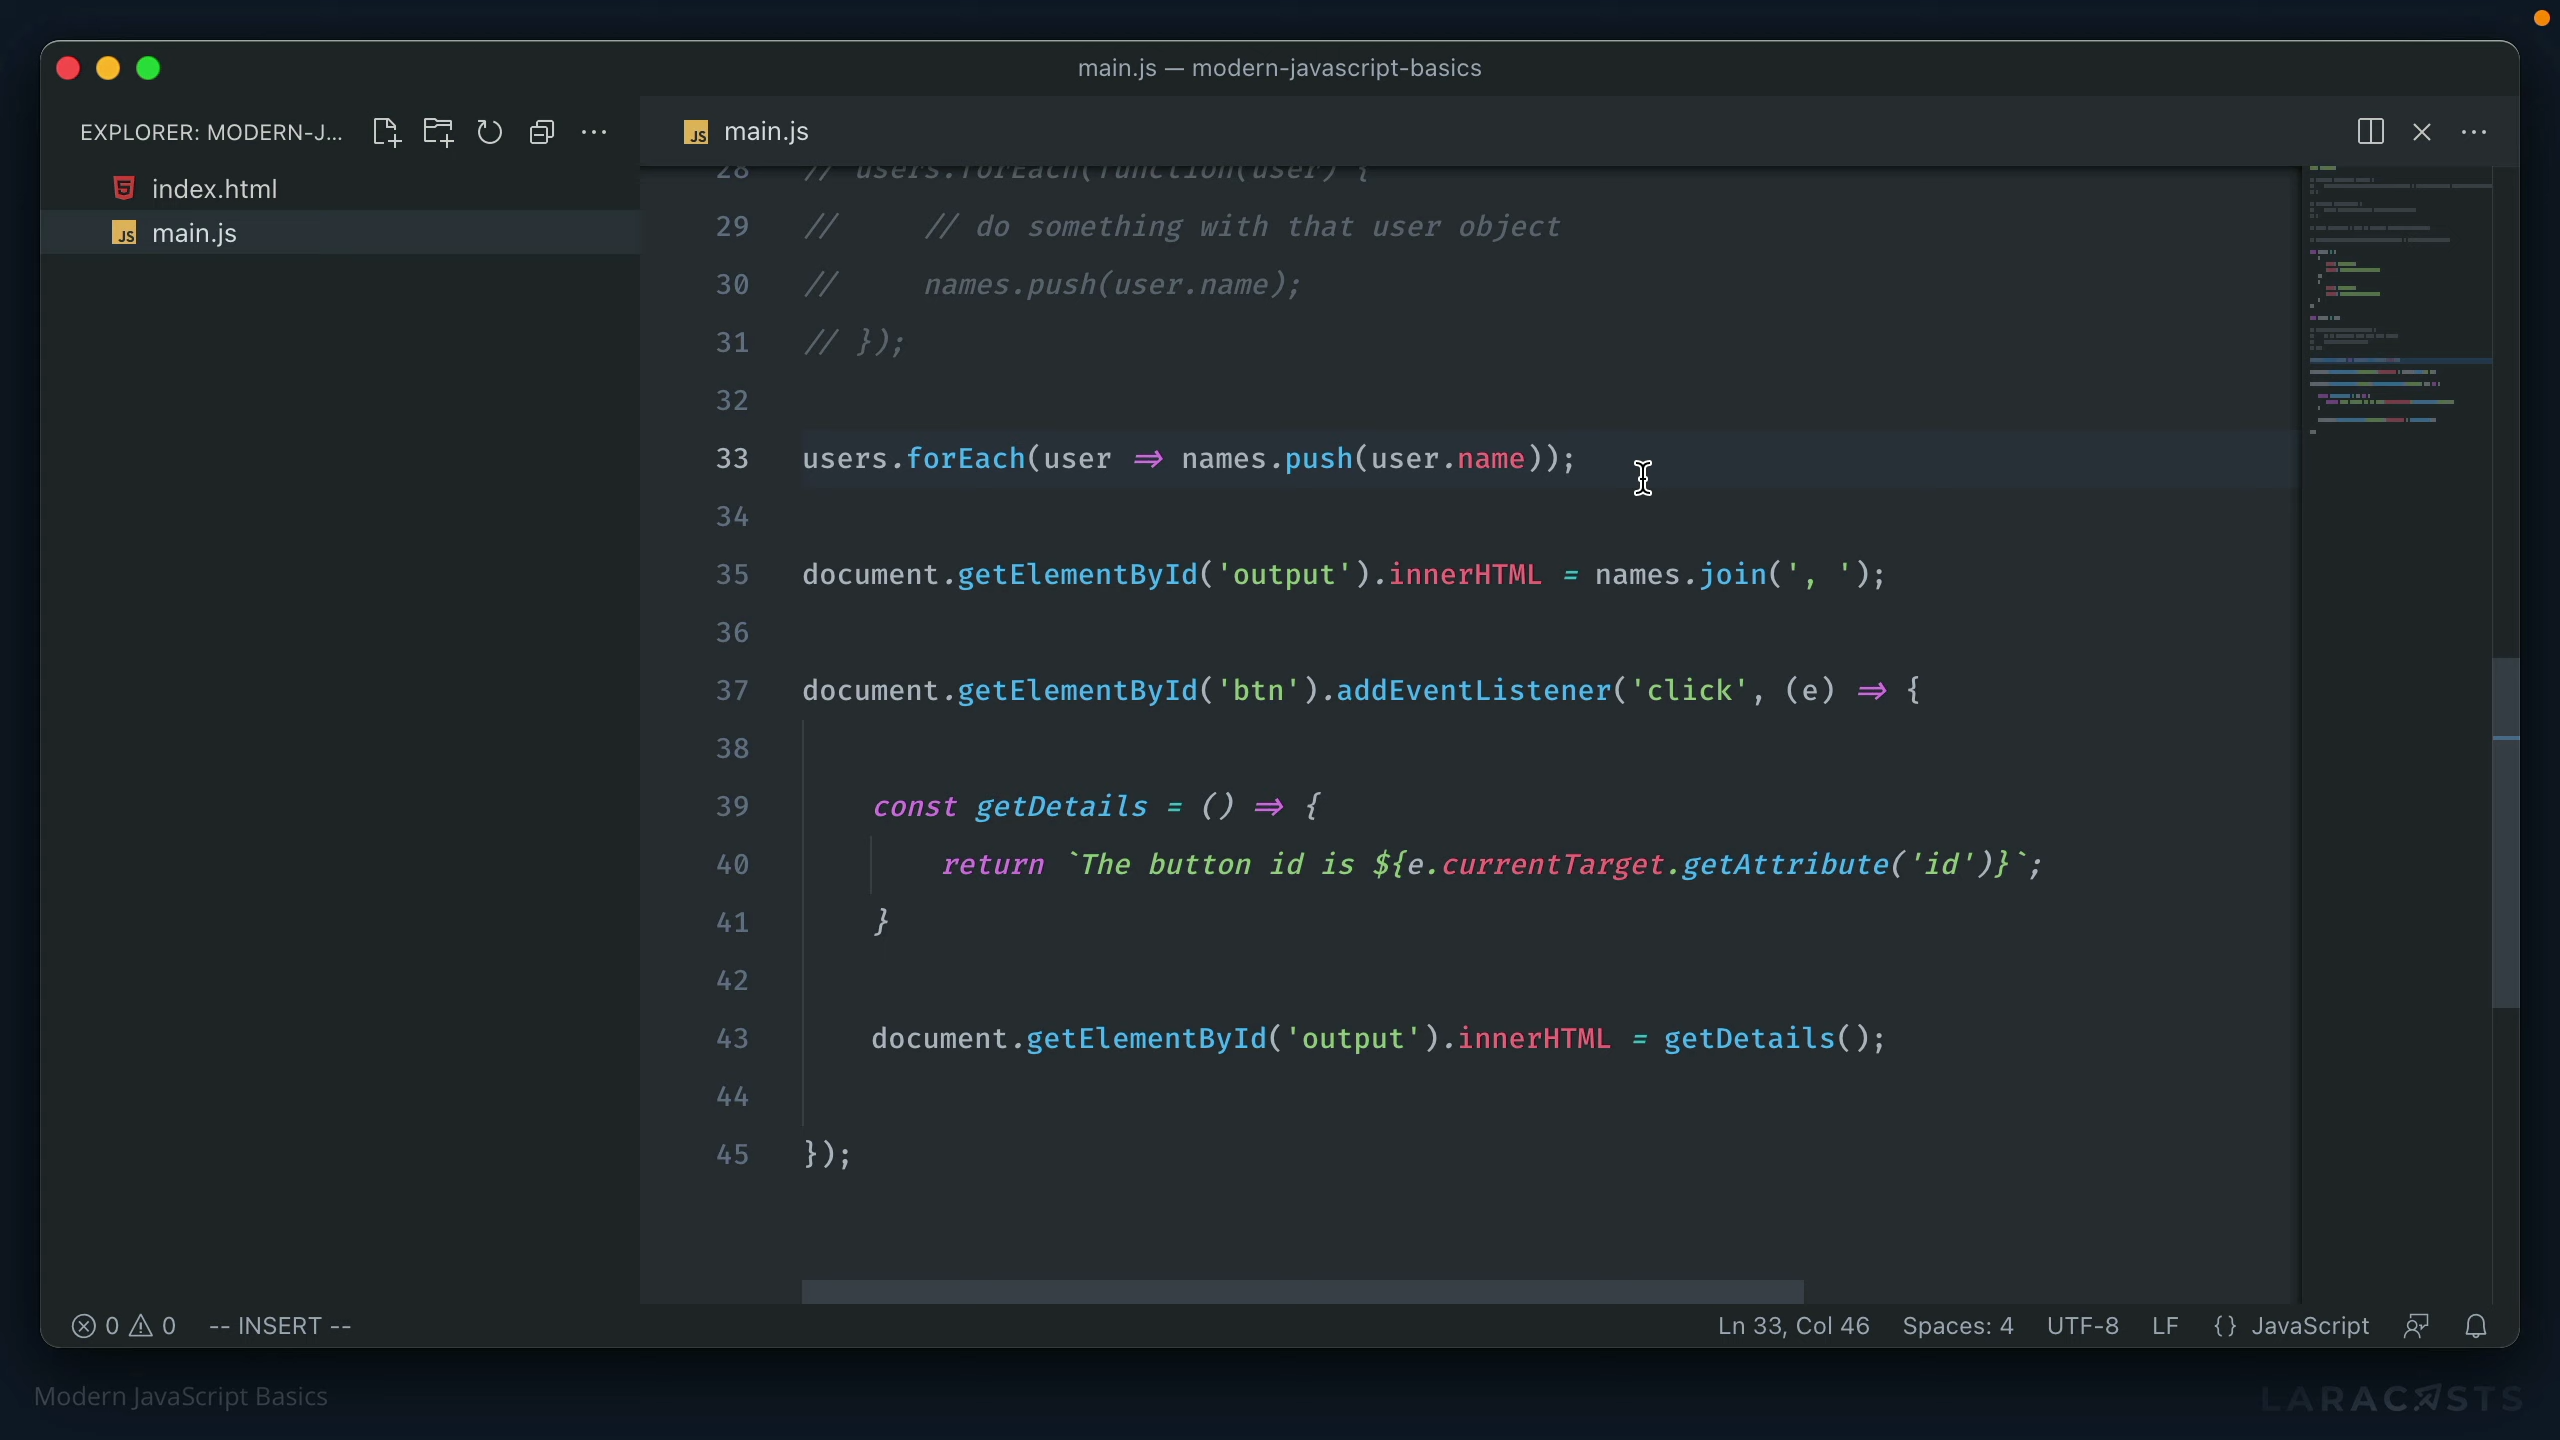 main.js — modern-javascript-basics
EXPLORER: MODERN-J...
main.js
index.html
main.js
28 // users.forEach(function(user) {
29 //     // do something with that user object
30 //     names.push(user.name);
31 // });
32
33 users.forEach(user => names.push(user.name));
34
35 document.getElementById('output').innerHTML = names.join(', ');
36
37 document.getElementById('btn').addEventListener('click', (e) => {
38
39     const getDetails = () => {
40         return `The button id is ${e.currentTarget.getAttribute('id')}`;
41     }
42
43     document.getElementById('output').innerHTML = getDetails();
44
45 });
0 0 -- INSERT -- Ln 33, Col 46 Spaces: 4 UTF-8 LF {} JavaScript
Modern JavaScript Basics
LARACASTS